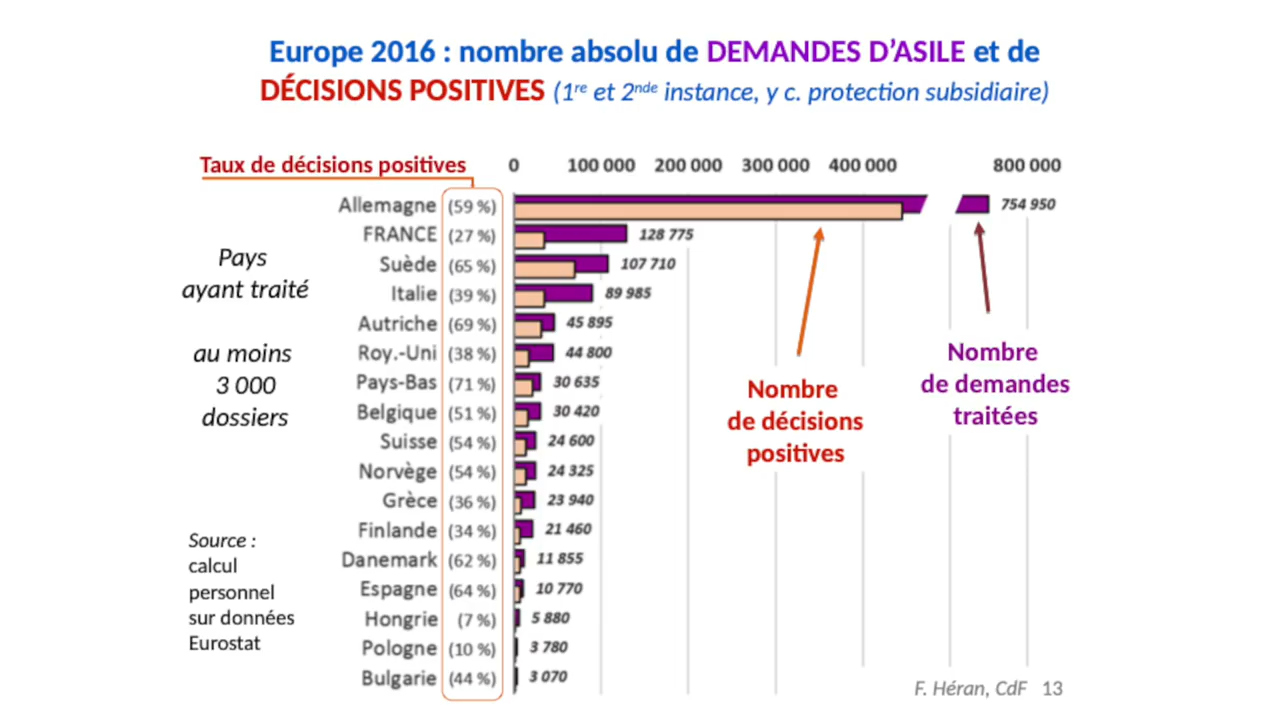 Europe 2016 : nombre absolu de DEMANDES D’ASILE et de
DÉCISIONS POSITIVES (1re et 2nde instance, y c. protection subsidiaire)
Taux de décisions positives
0 100 000 200 000 300 000 400 000 800 000
Allemagne (59 %) 754 950
FRANCE (27 %) 128 775
Suède (65 %) 107 710
Italie (39 %) 89 985
Autriche (69 %) 45 895
Roy.-Uni (38 %) 44 800
Pays-Bas (71 %) 30 635
Belgique (51 %) 30 420
Suisse (54 %) 24 600
Norvège (54 %) 24 325
Grèce (36 %) 23 940
Finlande (34 %) 21 460
Danemark (62 %) 11 855
Espagne (64 %) 10 770
Hongrie (7 %) 5 880
Pologne (10 %) 3 780
Bulgarie (44 %) 3 070
Pays
ayant traité
au moins
3 000
dossiers
Nombre
de décisions
positives
Nombre
de demandes
traitées
Source :
calcul
personnel
sur données
Eurostat
F. Héran, CdF 13